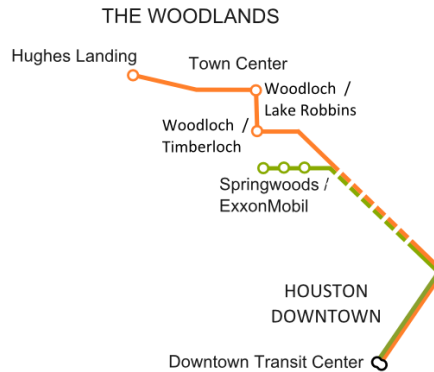 THE WOODLANDS
Hughes Landing
Town Center
Woodloch /
Lake Robbins
Woodloch /
Timberloch
Springwoods /
ExxonMobil
HOUSTON
DOWNTOWN
Downtown Transit Center